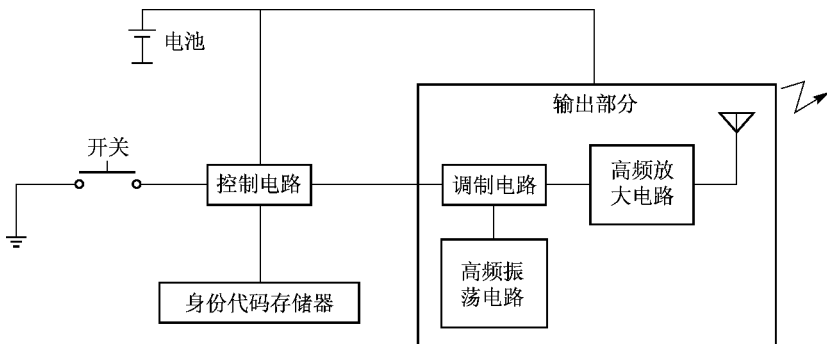 电池
输出部分
开关
控制电路
调制电路
高频放
大电路
高频振
荡电路
身份代码存储器